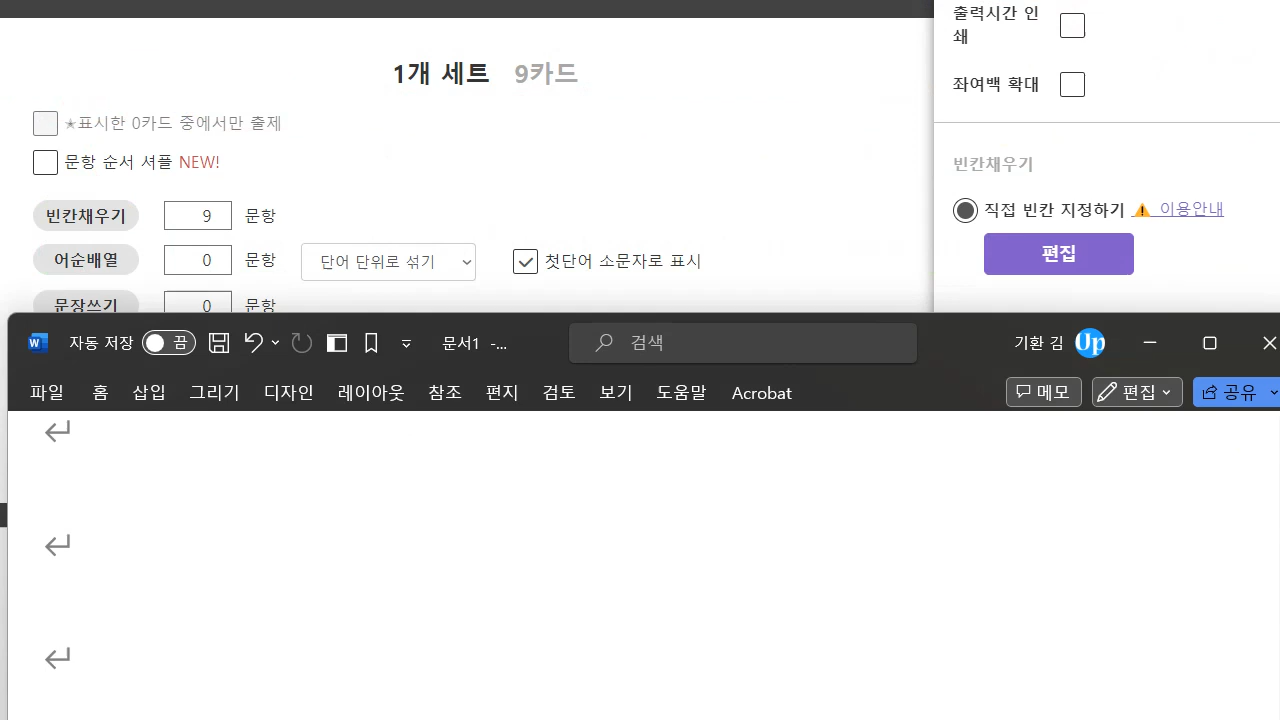 출력시간 인
쇄
좌여백 확대
1개 세트 9카드
★표시한 0카드 중에서만 출제
문항 순서 셔플 NEW!
빈칸채우기 9 문항
어순배열 0 문항 단어 단위로 섞기 첫단어 소문자로 표시
문장쓰기 0 문항
빈칸채우기
직접 빈칸 지정하기 이용안내
편집
자동 저장 끔 문서1 -... 검색 기환 김 Up
파일 홈 삽입 그리기 디자인 레이아웃 참조 편지 검토 보기 도움말 Acrobat 메모 편집 공유